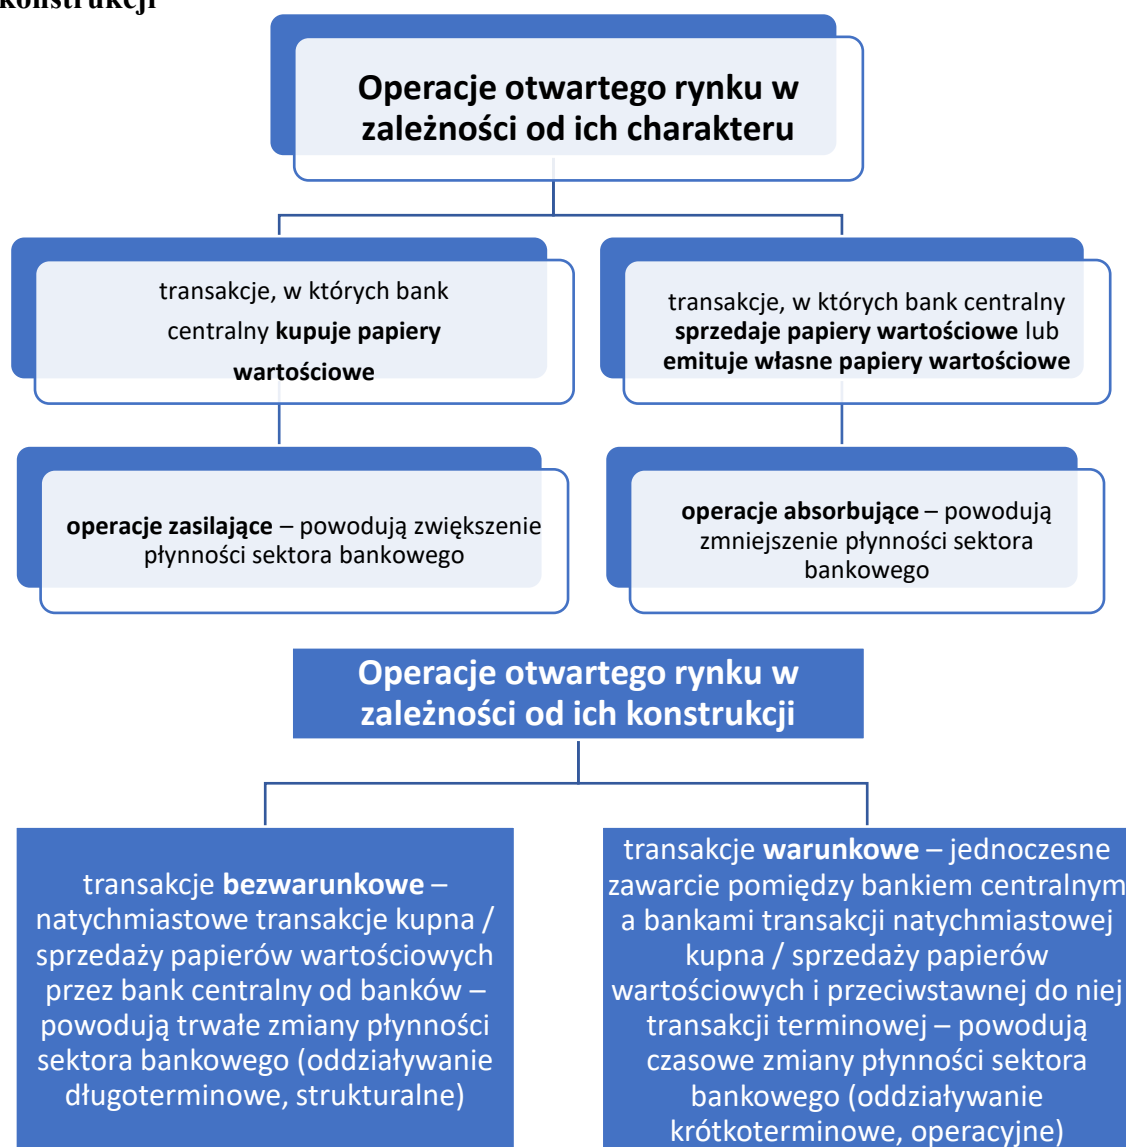 konstrukcji
Operacje otwartego rynku w
zależności od ich charakteru
transakcje, w których bank
centralny kupuje papiery
wartościowe
transakcje, w których bank centralny
sprzedaje papiery wartościowe lub
emituje własne papiery wartościowe
operacje zasilające – powodują zwiększenie
płynności sektora bankowego
operacje absorbujące – powodują
zmniejszenie płynności sektora
bankowego
Operacje otwartego rynku w
zależności od ich konstrukcji
transakcje bezwarunkowe –
natychmiastowe transakcje kupna /
sprzedaży papierów wartościowych
przez bank centralny od banków –
powodują trwałe zmiany płynności
sektora bankowego (oddziaływanie
długoterminowe, strukturalne)
transakcje warunkowe – jednoczesne
zawarcie pomiędzy bankiem centralnym
a bankami transakcji natychmiastowej
kupna / sprzedaży papierów
wartościowych i przeciwstawnej do niej
transakcji terminowej – powodują
czasowe zmiany płynności sektora
bankowego (oddziaływanie
krótkoterminowe, operacyjne)